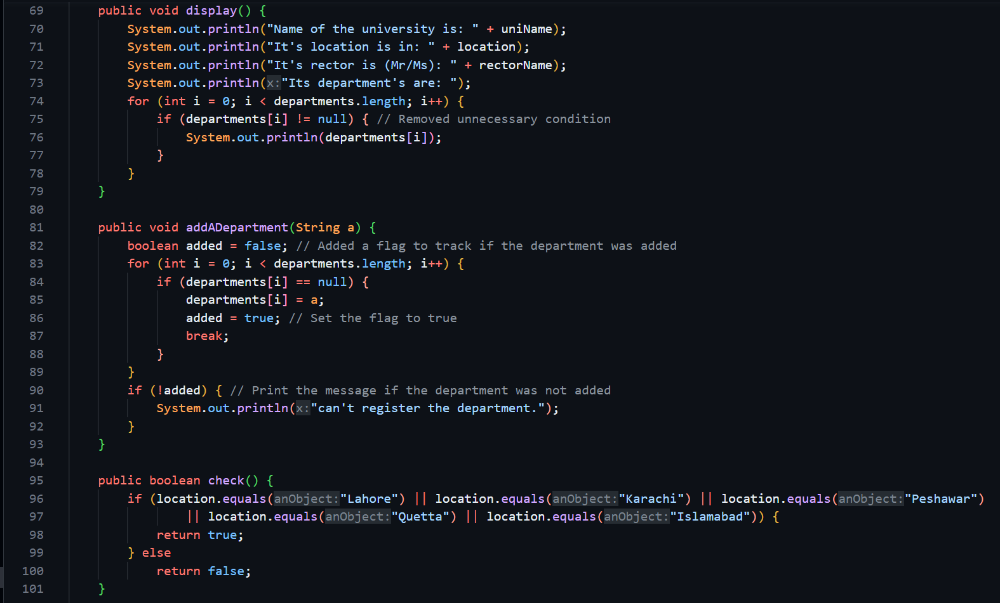 69 public void display() {
70 System.out.println("Name of the university is: " + uniName);
71 System.out.println("It's location is in: " + location);
72 System.out.println("It's rector is (Mr/Ms): " + rectorName);
73 System.out.println(x:"Its department's are: ");
74 for (int i = 0; i < departments.length; i++) {
75 if (departments[i] != null) { // Removed unnecessary condition
76 System.out.println(departments[i]);
77 }
78 }
79 }
80
81 public void addADepartment(String a) {
82 boolean added = false; // Added a flag to track if the department was added
83 for (int i = 0; i < departments.length; i++) {
84 if (departments[i] == null) {
85 departments[i] = a;
86 added = true; // Set the flag to true
87 break;
88 }
89 }
90 if (!added) { // Print the message if the department was not added
91 System.out.println(x:"can't register the department.");
92 }
93 }
94
95 public boolean check() {
96 if (location.equals(anObject:"Lahore") || location.equals(anObject:"Karachi") || location.equals(anObject:"Peshawar")
97 || location.equals(anObject:"Quetta") || location.equals(anObject:"Islamabad")) {
98 return true;
99 } else
100 return false;
101 }